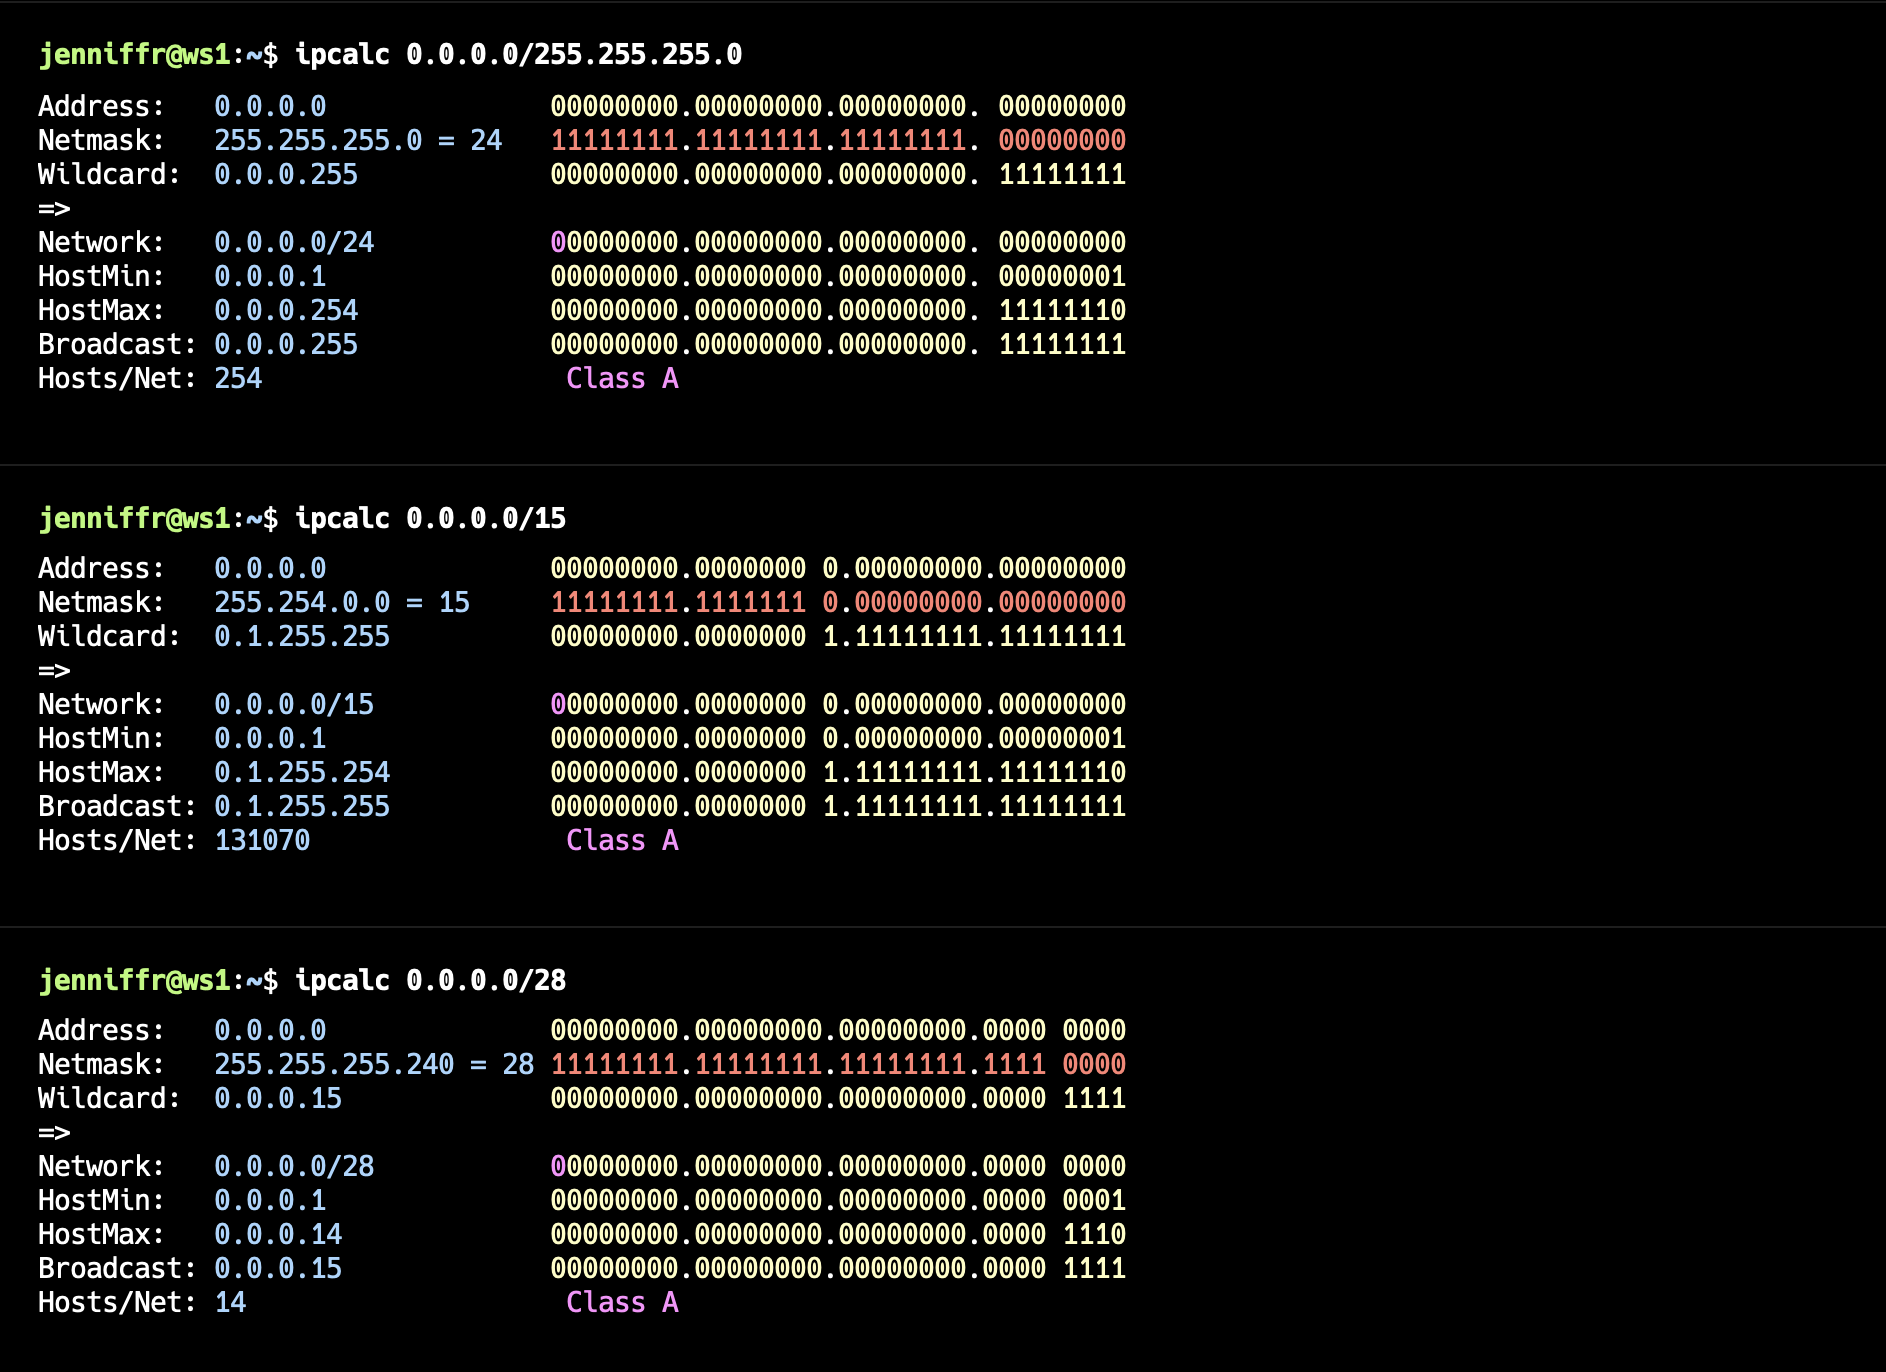 jenniffr@ws1:~$ ipcalc 0.0.0.0/255.255.255.0
Address:   0.0.0.0              00000000.00000000.00000000. 00000000
Netmask:   255.255.255.0 = 24   11111111.11111111.11111111. 00000000
Wildcard:  0.0.0.255            00000000.00000000.00000000. 11111111
=>
Network:   0.0.0.0/24           00000000.00000000.00000000. 00000000
HostMin:   0.0.0.1              00000000.00000000.00000000. 00000001
HostMax:   0.0.0.254            00000000.00000000.00000000. 11111110
Broadcast: 0.0.0.255            00000000.00000000.00000000. 11111111
Hosts/Net: 254                   Class A
jenniffr@ws1:~$ ipcalc 0.0.0.0/15
Address:   0.0.0.0              00000000.0000000 0.00000000.00000000
Netmask:   255.254.0.0 = 15     11111111.1111111 0.00000000.00000000
Wildcard:  0.1.255.255          00000000.0000000 1.11111111.11111111
=>
Network:   0.0.0.0/15           00000000.0000000 0.00000000.00000000
HostMin:   0.0.0.1              00000000.0000000 0.00000000.00000001
HostMax:   0.1.255.254          00000000.0000000 1.11111111.11111110
Broadcast: 0.1.255.255          00000000.0000000 1.11111111.11111111
Hosts/Net: 131070                Class A
jenniffr@ws1:~$ ipcalc 0.0.0.0/28
Address:   0.0.0.0              00000000.00000000.00000000.0000 0000
Netmask:   255.255.255.240 = 28 11111111.11111111.11111111.1111 0000
Wildcard:  0.0.0.15             00000000.00000000.00000000.0000 1111
=>
Network:   0.0.0.0/28           00000000.00000000.00000000.0000 0000
HostMin:   0.0.0.1              00000000.00000000.00000000.0000 0001
HostMax:   0.0.0.14             00000000.00000000.00000000.0000 1110
Broadcast: 0.0.0.15             00000000.00000000.00000000.0000 1111
Hosts/Net: 14                    Class A